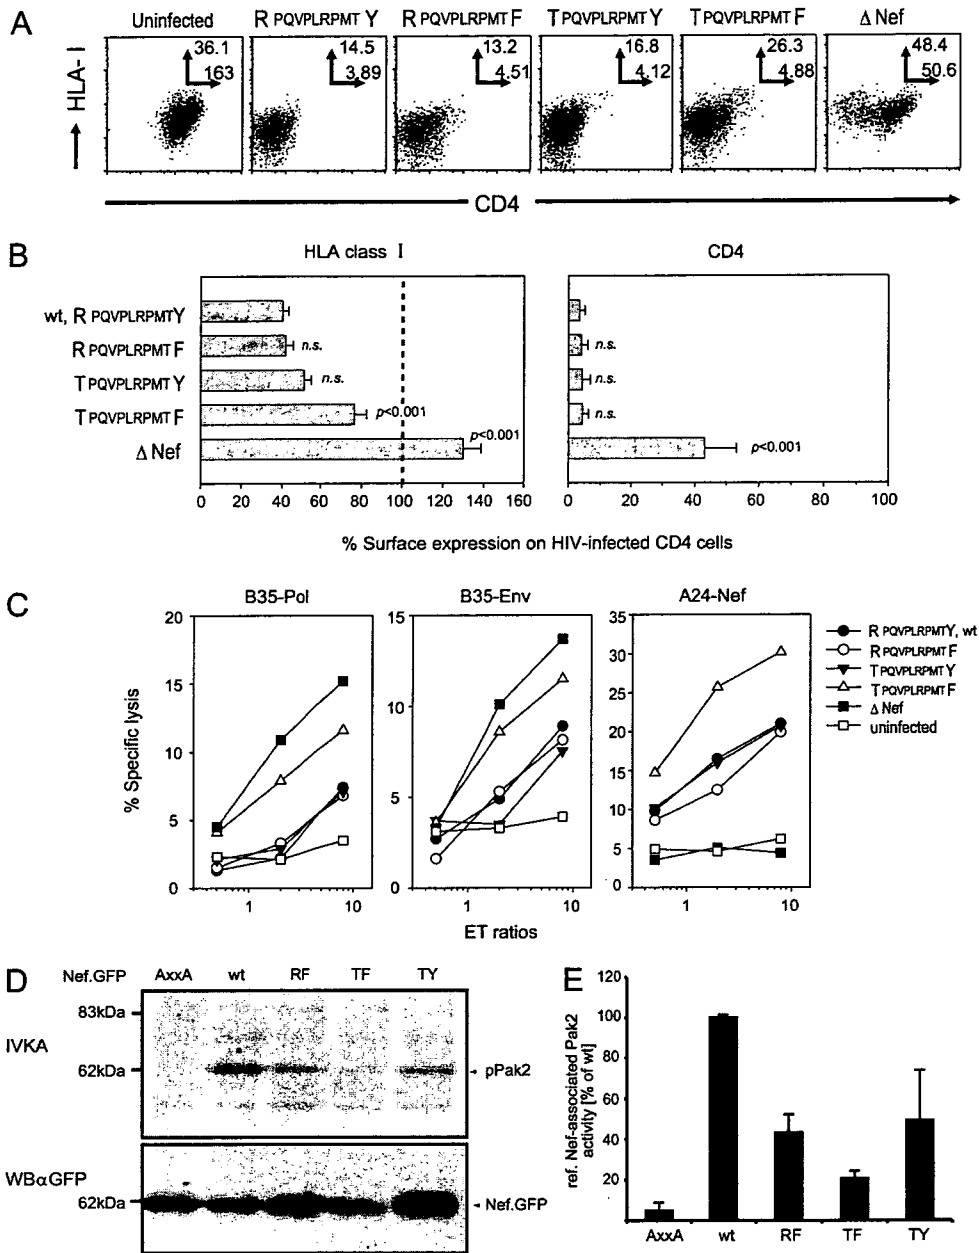 A
Uninfected
R PQVPLRPMT Y
R PQVPLRPMT F
T PQVPLRPMT Y
T PQVPLRPMT F
Δ Nef
HLA- I
36.1
163
14.5
3.89
13.2
4.51
16.8
4.12
26.3
4.88
48.4
50.6
CD4
B
HLA class I
CD4
wt, R PQVPLRPMT Y
R PQVPLRPMT F
n.s.
n.s.
T PQVPLRPMT Y
n.s.
n.s.
T PQVPLRPMT F
p<0.001
n.s.
Δ Nef
p<0.001
p<0.001
0 20 40 60 80 100 120 140 160
0 20 40 60 80 100
% Surface expression on HIV-infected CD4 cells
C
B35-Pol
B35-Env
A24-Nef
% Specific lysis
20
15
10
5
0
15
10
5
0
35
30
25
20
15
10
5
0
1 10
1 10
1 10
ET ratios
R PQVPLRPMT Y, wt
R PQVPLRPMT F
T PQVPLRPMT Y
T PQVPLRPMT F
Δ Nef
uninfected
D
Nef.GFP AxxA wt RF TF TY
83kDa
IVKA
62kDa
pPak2
WBαGFP
62kDa
Nef.GFP
E
ref. Nef-associated Pak2
activity [% of wt]
120
100
80
60
40
20
AxxA wt RF TF TY